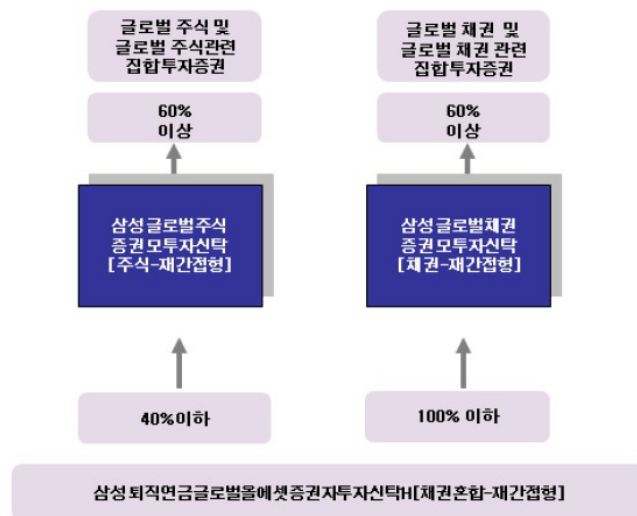 글로벌 주식 및
글로벌 주식관련
집합투자증권
글로벌 채권 및
글로벌 채권 관련
집합투자증권
60%
이상
60%
이상
삼성글로벌주식
증권모투자신탁
[주식-재간접형]
삼성글로벌채권
증권모투자신탁
[채권-재간접형]
40%이하
100% 이하
삼성퇴직연금글로벌올에셋증권자투자신탁H[채권혼합-재간접형]